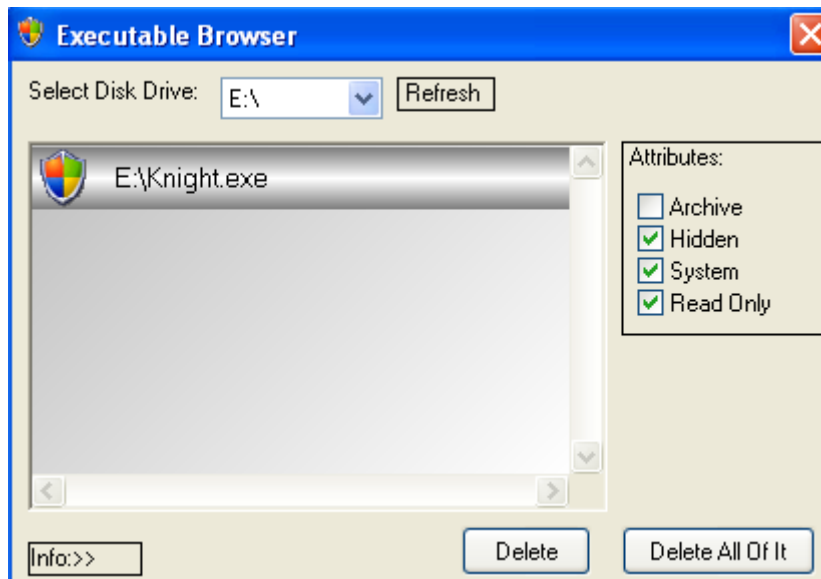 Executable Browser
Select Disk Drive: E:\ Refresh
E:\Knight.exe
Attributes:
Archive
Hidden
System
Read Only
Info:>> Delete Delete All Of It